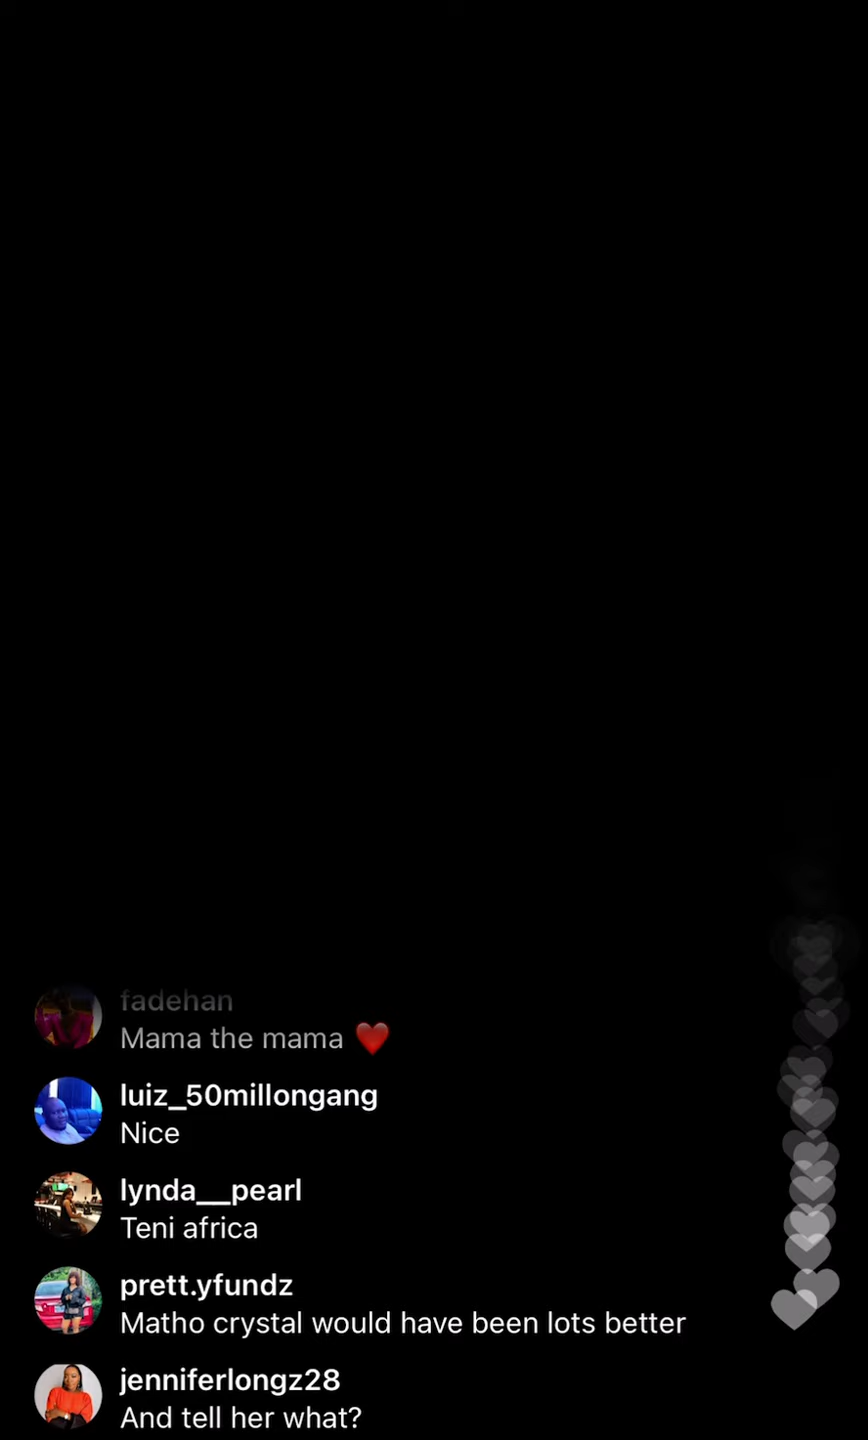 fadehan
Mama the mama ❤️
luiz_50millongang
Nice
lynda__pearl
Teni africa
prett.yfundz
Matho crystal would have been lots better
jenniferlongz28
And tell her what?